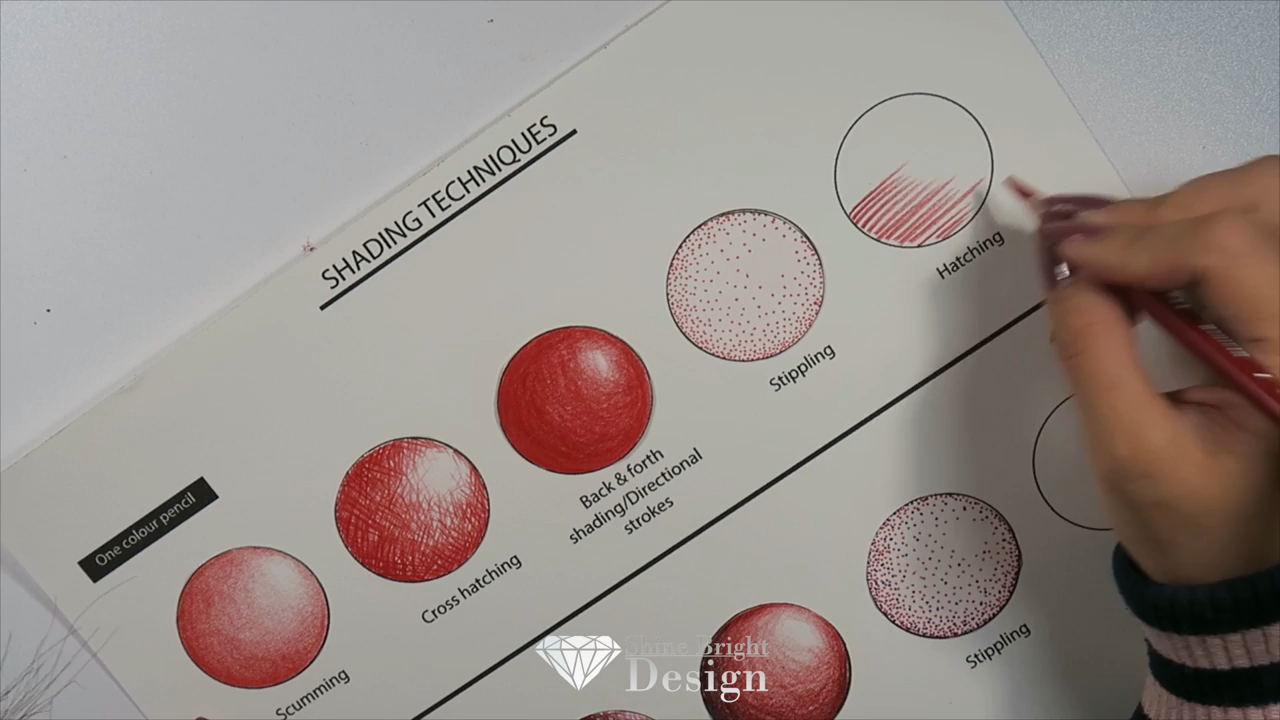 SHADING TECHNIQUES
One colour pencil
Scumming
Cross hatching
Back & forth
shading/Directional
strokes
Stippling
Hatching
Stippling
Shine Bright
Design